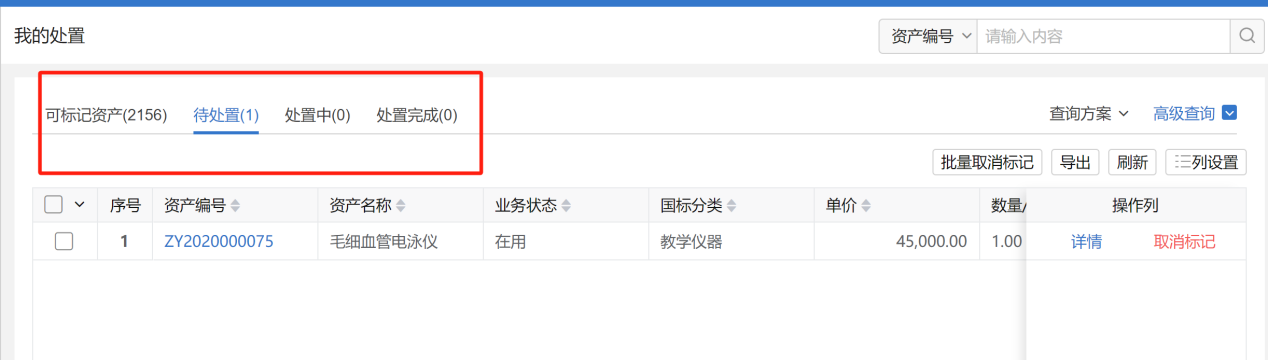 我的处置
资产编号 请输入内容
可标记资产(2156) 待处置(1) 处置中(0) 处置完成(0) 查询方案 高级查询
批量取消标记 导出 刷新 列设置
序号 资产编号 资产名称 业务状态 国标分类 单价 数量/ 操作列
1 ZY2020000075 毛细血管电泳仪 在用 教学仪器 45,000.00 1.00 详情 取消标记